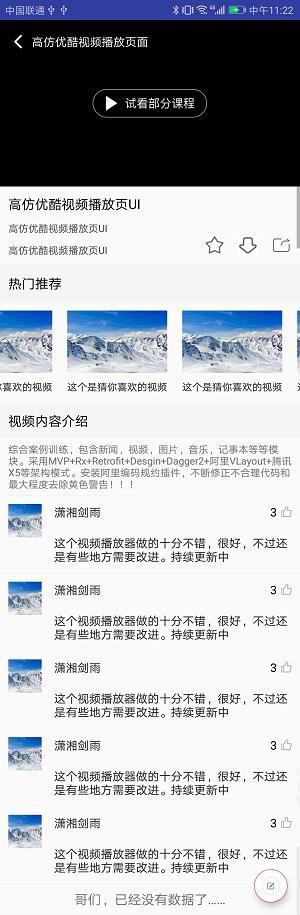 中国联通 中午11:22
高仿优酷视频播放页面
试看部分课程
高仿优酷视频播放页UI
高仿优酷视频播放页UI
高仿优酷视频播放页UI
热门推荐
喜欢的视频 这个是猜你喜欢的视频 这个是猜你喜欢的视频
视频内容介绍
综合案例训练，包含新闻，视频，图片，音乐，记事本等等模
块。采用MVP+Rx+Retrofit+Desgin+Dagger2+阿里VLayout+腾讯
X5等架构模式。安装阿里编码规约插件，不断修正不合理代码和
最大程度去除黄色警告！！！
潇湘剑雨 3
这个视频播放器做的十分不错，很好，不过还
是有些地方需要改进。持续更新中
潇湘剑雨 3
这个视频播放器做的十分不错，很好，不过还
是有些地方需要改进。持续更新中
潇湘剑雨 3
这个视频播放器做的十分不错，很好，不过还
是有些地方需要改进。持续更新中
潇湘剑雨 3
这个视频播放器做的十分不错，很好，不过还
是有些地方需要改进。持续更新中
潇湘剑雨 3
这个视频播放器做的十分不错，很好，不过还
是有些地方需要改进。持续更新中
哥们，已经没有数据了……